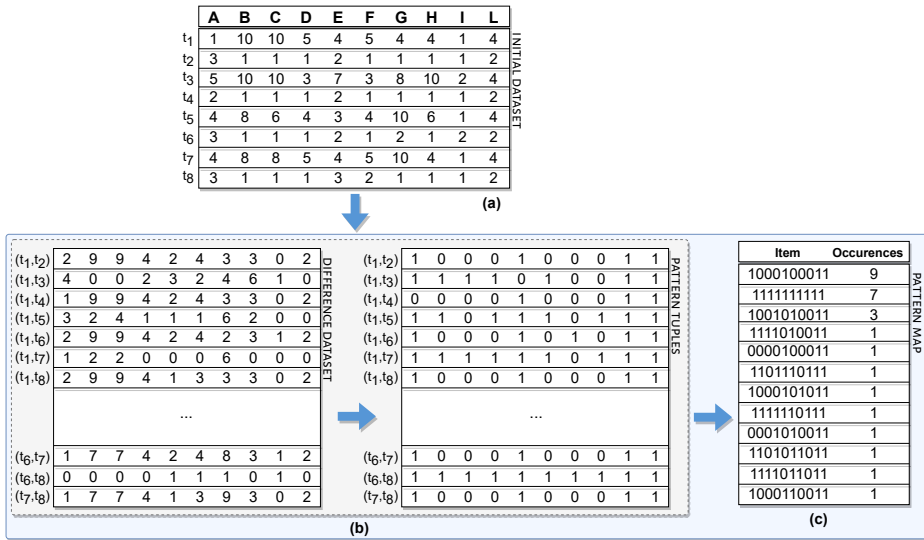 A B C D E F G H I L
t1 1 10 10 5 4 5 4 4 1 4
t2 3 1 1 1 2 1 1 1 1 2
t3 5 10 10 3 7 3 8 10 2 4
t4 2 1 1 1 2 1 1 1 1 2
t5 4 8 6 4 3 4 10 6 1 4
t6 3 1 1 1 2 1 2 1 2 2
t7 4 8 8 5 4 5 10 4 1 4
t8 3 1 1 1 3 2 1 1 1 2
INITIAL DATASET
(a)
(t1,t2) 2 9 9 4 2 4 3 3 0 2
(t1,t3) 4 0 0 2 3 2 4 6 1 0
(t1,t4) 1 9 9 4 2 4 3 3 0 2
(t1,t5) 3 2 4 1 1 1 6 2 0 0
(t1,t6) 2 9 9 4 2 4 2 3 1 2
(t1,t7) 1 2 2 0 0 0 6 0 0 0
(t1,t8) 2 9 9 4 1 3 3 3 0 2
...
(t6,t7) 1 7 7 4 2 4 8 3 1 2
(t6,t8) 0 0 0 0 1 1 1 0 1 0
(t7,t8) 1 7 7 4 1 3 9 3 0 2
DIFFERENCE DATASET
(t1,t2) 1 0 0 0 1 0 0 0 1 1
(t1,t3) 1 1 1 1 0 1 0 0 1 1
(t1,t4) 0 0 0 0 1 0 0 0 1 1
(t1,t5) 1 1 0 1 1 1 0 1 1 1
(t1,t6) 1 0 0 0 1 0 1 0 1 1
(t1,t7) 1 1 1 1 1 1 0 1 1 1
(t1,t8) 1 0 0 0 1 0 0 0 1 1
...
(t6,t7) 1 0 0 0 1 0 0 0 1 1
(t6,t8) 1 1 1 1 1 1 1 1 1 1
(t7,t8) 1 0 0 0 1 0 0 0 1 1
PATTERN TUPLES
(b)
Item Occurences
1000100011 9
1111111111 7
1001010011 3
1111010011 1
0000100011 1
1101110111 1
1000101011 1
1111110111 1
0001010011 1
1101011011 1
1111011011 1
1000110011 1
PATTERN MAP
(c)